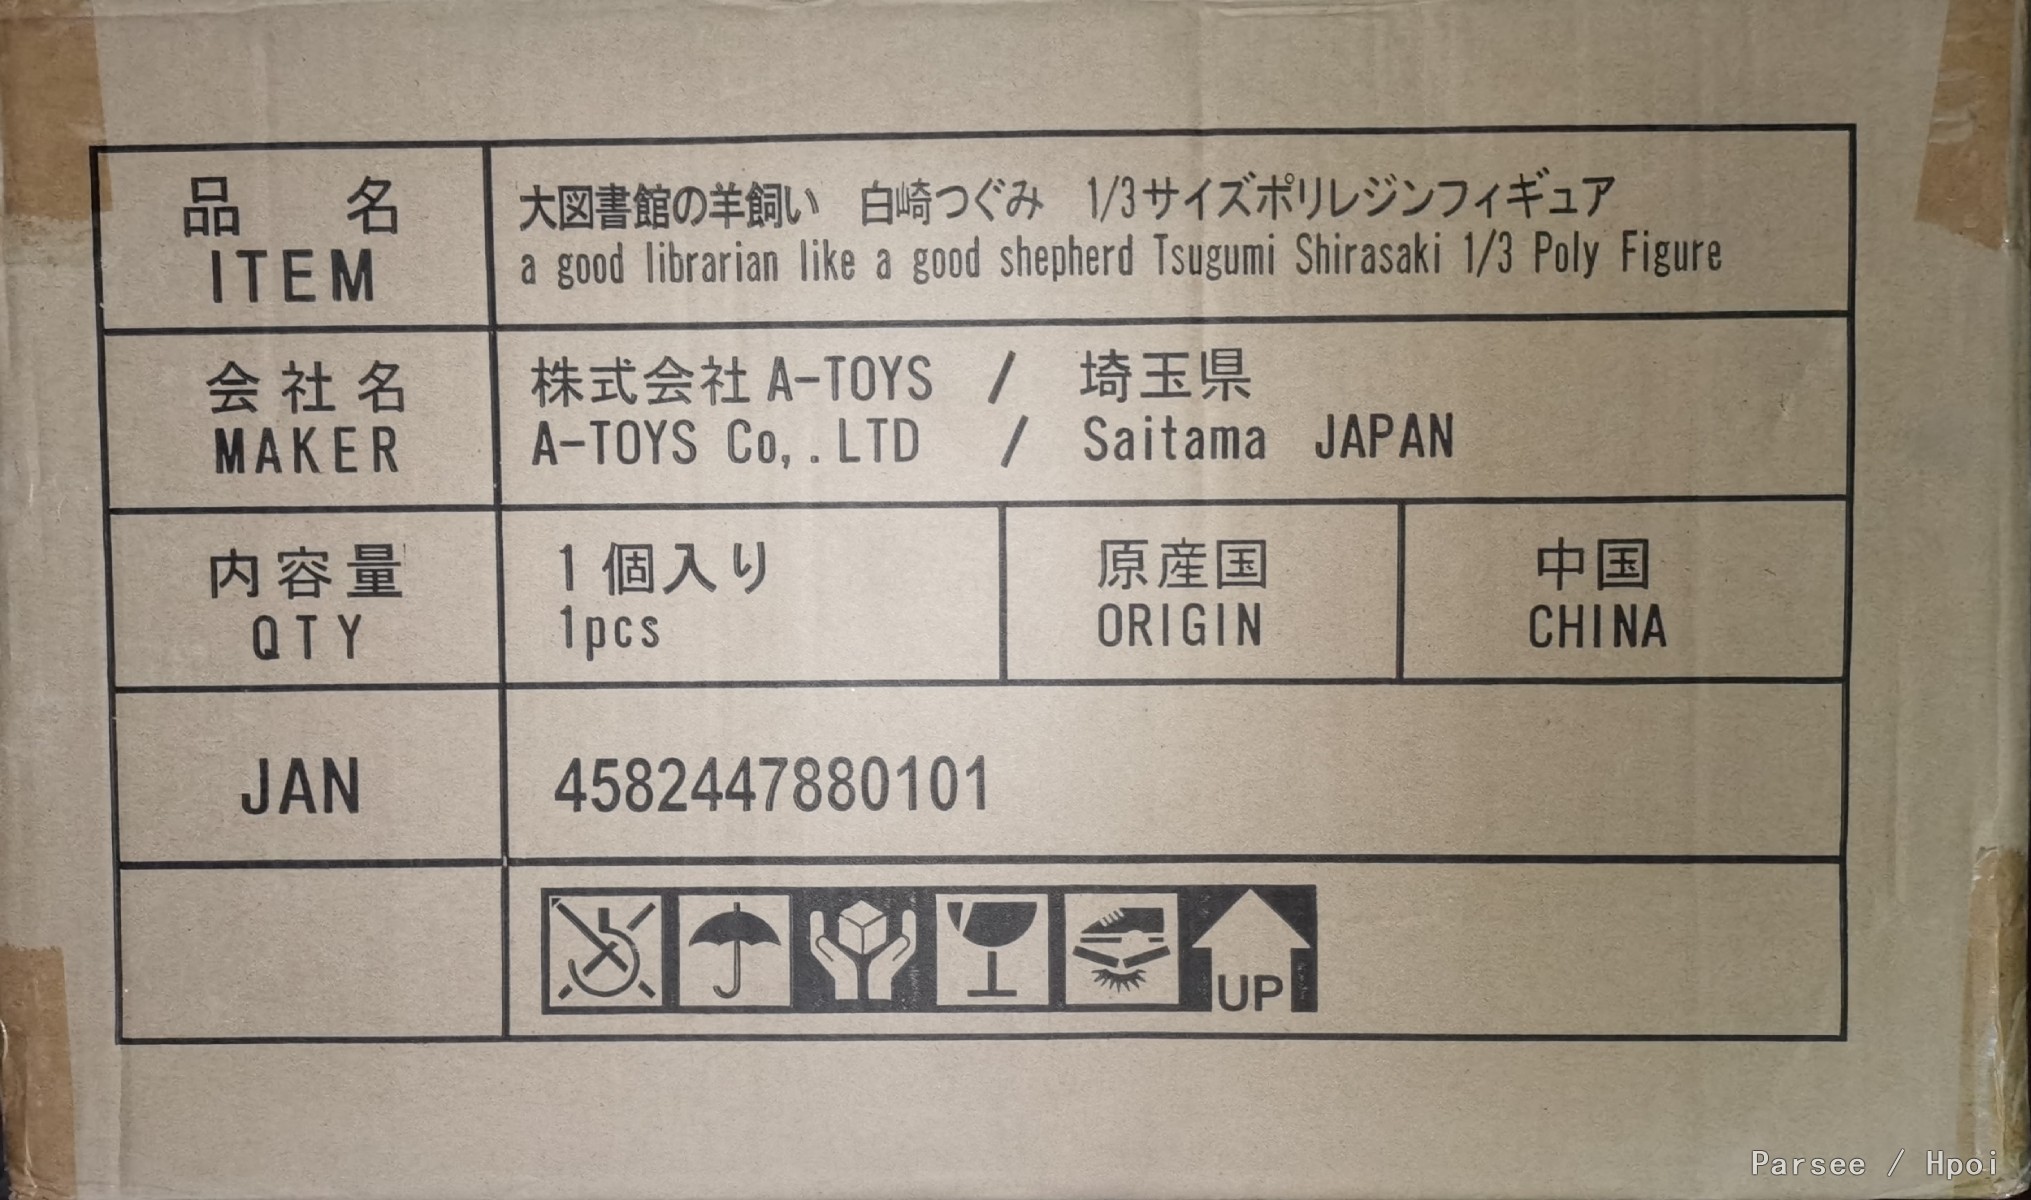 品　名
ITEM
大図書館の羊飼い　白崎つぐみ　1/3サイズポリレジンフィギュア
a good librarian like a good shepherd Tsugumi Shirasaki 1/3 Poly Figure
会社名
MAKER
株式会社 A-TOYS / 埼玉県
A-TOYS Co,.LTD / Saitama JAPAN
内容量
QTY
1個入り
1pcs
原産国
ORIGIN
中国
CHINA
JAN
4582447880101
UP
Parsee / Hpoi